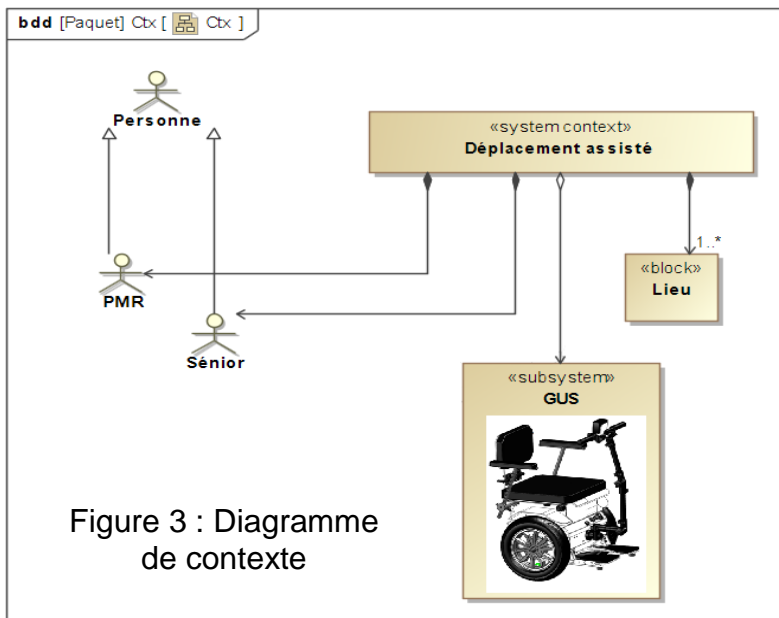 bdd [Paquet] Ctx [ Ctx ]
Personne
«system context»
Déplacement assisté
1..*
«block»
Lieu
PMR
Sénior
«subsystem»
GUS
Figure 3 : Diagramme
de contexte